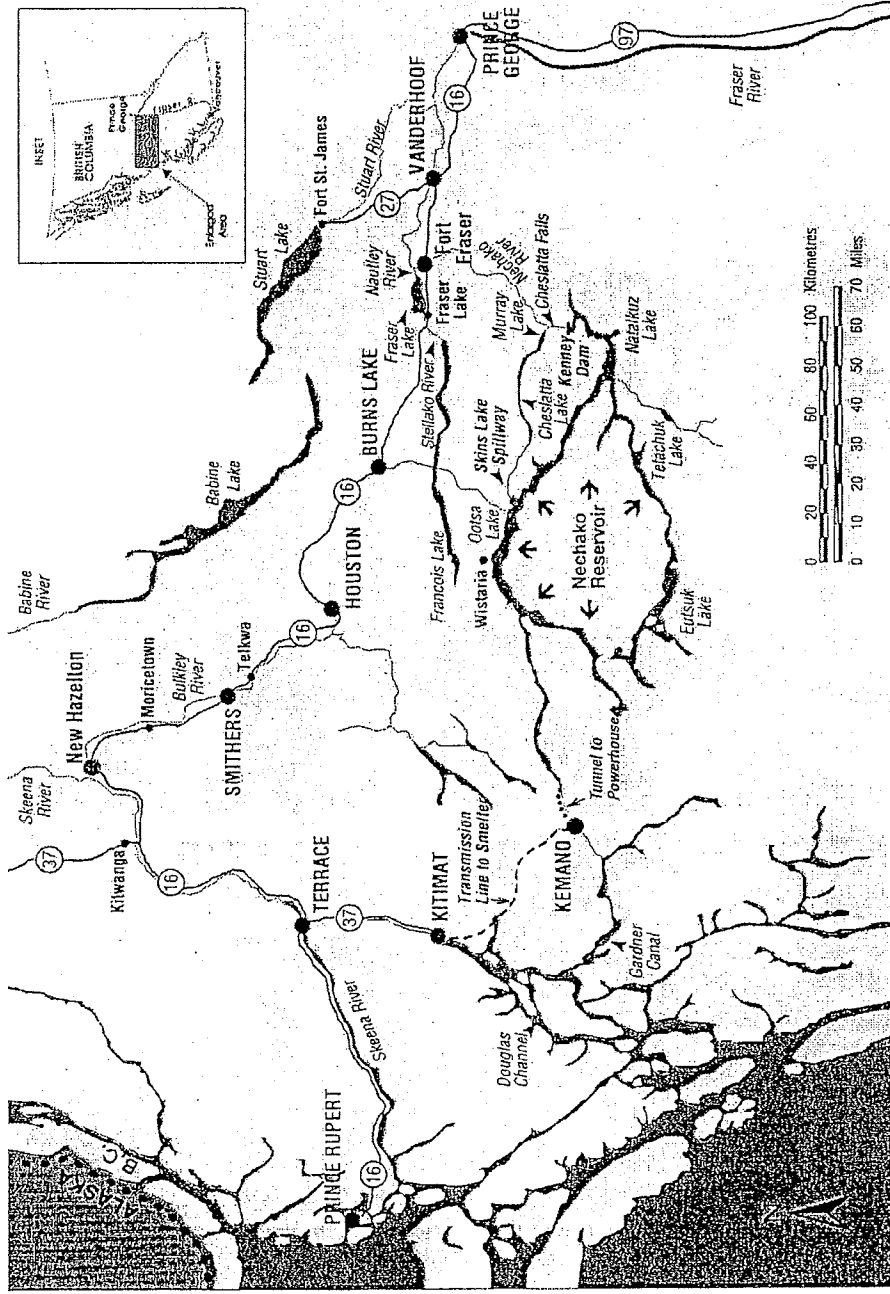 INSET
BRITISH
COLUMBIA
Prince
George
Fraser R.
Vancouver
Enlarged
Area
ALASKA
B.C.
PRINCE RUPERT
16
Skeena River
TERRACE
37
KITIMAT
Douglas
Channel
Gardner
Canal
KEMANO
Transmission
Line to Smelter
Tunnel to
Powerhouse
37
Kitwanga
16
Skeena
River
New Hazelton
Moricetown
Bulkley
River
SMITHERS
Telkwa
16
HOUSTON
16
Babine
River
Babine
Lake
BURNS LAKE
Francois Lake
Wistaria
Ootsa
Lake
Skins Lake
Spillway
Nechako
Reservoir
Eutsuk
Lake
Tetachuk
Lake
Natalkuz
Lake
Kenney
Dam
Cheslatta
Lake
Murray
Lake
Cheslatta Falls
Nechako
River
Stellako River
Fraser
Lake
Fraser Lake
Nautley
River
Fort
Fraser
Stuart
Lake
Fort St. James
Stuart River
27
VANDERHOOF
16
PRINCE
GEORGE
97
Fraser
River
0 20 40 60 80 100 Kilometres
0 10 20 30 40 50 60 70 Miles